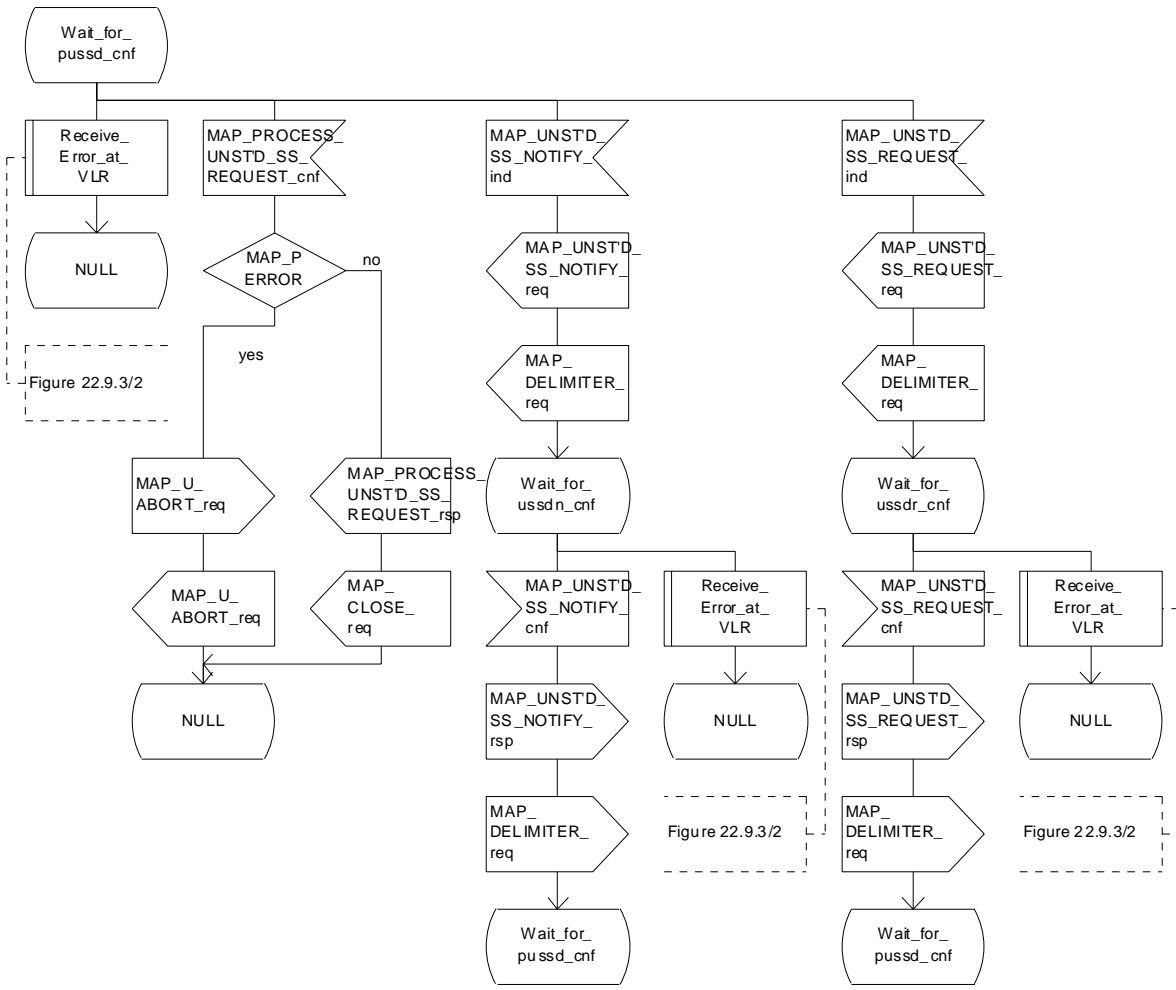 Wait_for_
pussd_cnf
Receive_
Error_at_
VLR
MAP_PROCESS_
UNST'D_SS_
REQUEST_cnf
MAP_UNST'D_
SS_NOTIFY_
ind
MAP_UNST'D_
SS_REQUEST_
ind
NULL
MAP_P
ERROR
no
MAP_UNST'D_
SS_NOTIFY_
req
MAP_UNST'D_
SS_REQUEST_
req
yes
Figure 22.9.3/2
MAP_
DELIMITER_
req
MAP_
DELIMITER_
req
MAP_U_
ABORT_req
MAP_PROCESS_
UNST'D_SS_
REQUEST_rsp
Wait_for_
ussdn_cnf
Wait_for_
ussdr_cnf
MAP_U_
ABORT_req
MAP_
CLOSE_
req
MAP_UNST'D_
SS_NOTIFY_
cnf
Receive_
Error_at_
VLR
MAP_UNST'D_
SS_REQUEST_
cnf
Receive_
Error_at_
VLR
NULL
MAP_UNST'D_
SS_NOTIFY_
rsp
NULL
MAP_UNST'D_
SS_REQUEST_
rsp
NULL
MAP_
DELIMITER_
req
Figure 22.9.3/2
MAP_
DELIMITER_
req
Figure 22.9.3/2
Wait_for_
pussd_cnf
Wait_for_
pussd_cnf